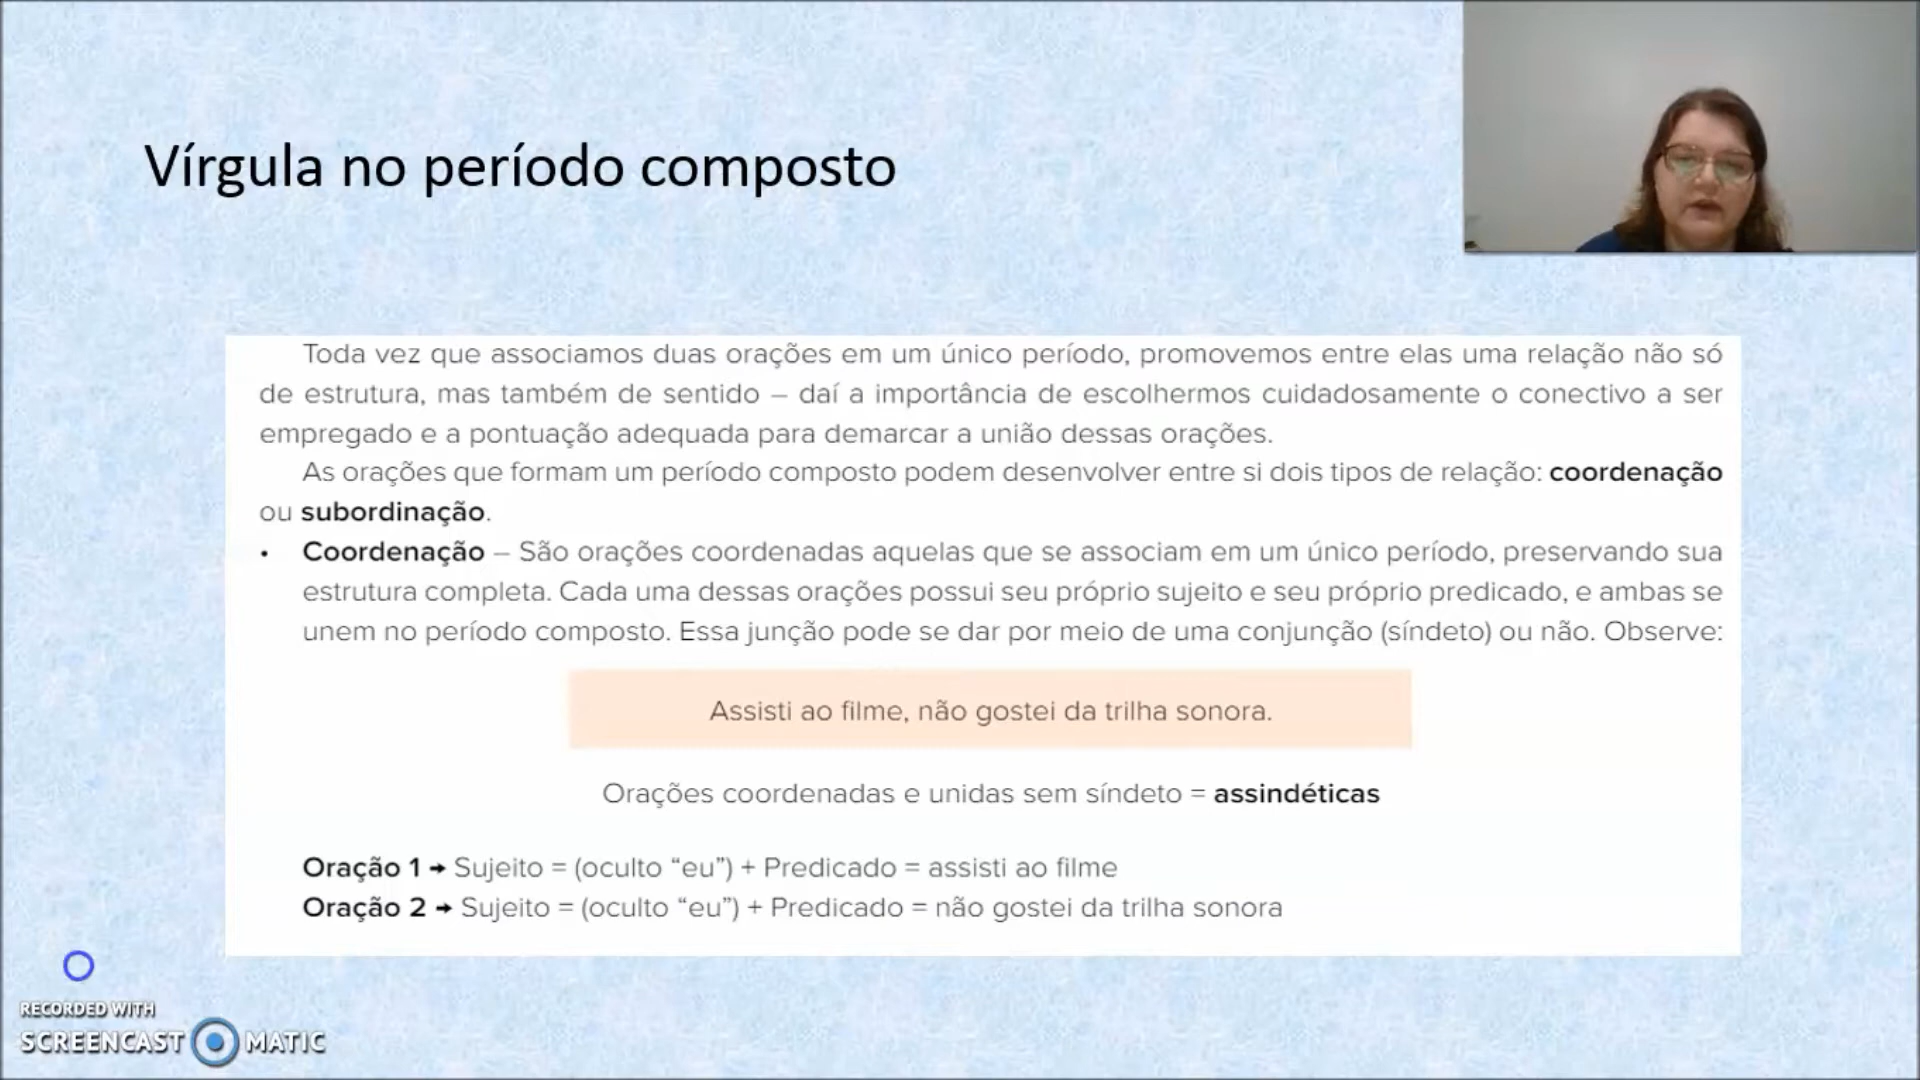 Vírgula no período composto
Toda vez que associamos duas orações em um único período, promovemos entre elas uma relação não só
de estrutura, mas também de sentido – daí a importância de escolhermos cuidadosamente o conectivo a ser
empregado e a pontuação adequada para demarcar a união dessas orações.
As orações que formam um período composto podem desenvolver entre si dois tipos de relação: coordenação
ou subordinação.
• Coordenação – São orações coordenadas aquelas que se associam em um único período, preservando sua
estrutura completa. Cada uma dessas orações possui seu próprio sujeito e seu próprio predicado, e ambas se
unem no período composto. Essa junção pode se dar por meio de uma conjunção (síndeto) ou não. Observe:
Assisti ao filme, não gostei da trilha sonora.
Orações coordenadas e unidas sem síndeto = assindéticas
Oração 1 → Sujeito = (oculto “eu”) + Predicado = assisti ao filme
Oração 2 → Sujeito = (oculto “eu”) + Predicado = não gostei da trilha sonora
RECORDED WITH
SCREENCAST MATIC